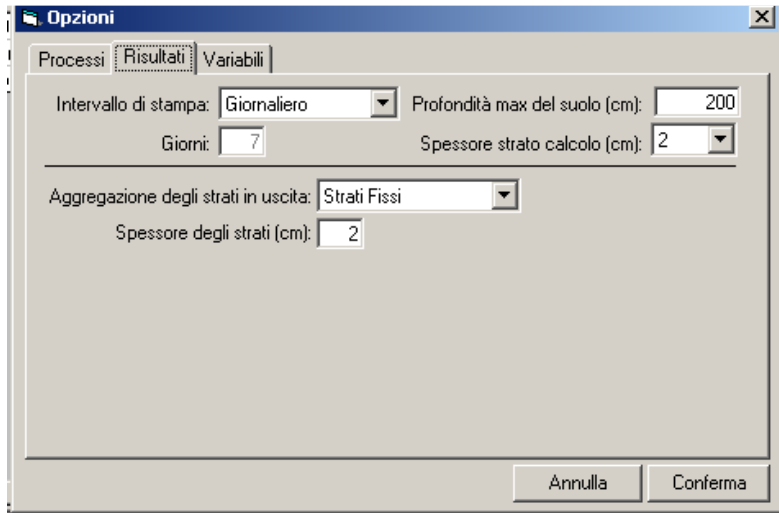 Opzioni
Processi Risultati Variabili
Intervallo di stampa: Giornaliero Profondità max del suolo (cm): 200
Giorni: 7 Spessore strato calcolo (cm): 2
Aggregazione degli strati in uscita: Strati Fissi
Spessore degli strati (cm): 2
Annulla Conferma